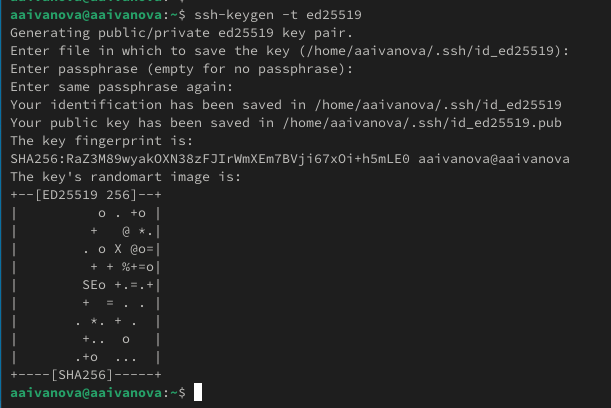 aaivanova@aaivanova:~$ ssh-keygen -t ed25519
Generating public/private ed25519 key pair.
Enter file in which to save the key (/home/aaivanova/.ssh/id_ed25519):
Enter passphrase (empty for no passphrase):
Enter same passphrase again:
Your identification has been saved in /home/aaivanova/.ssh/id_ed25519
Your public key has been saved in /home/aaivanova/.ssh/id_ed25519.pub
The key fingerprint is:
SHA256:RaZ3M89wyakOXN38zFJIrWmXEm7BVji67xOi+h5mLE0 aaivanova@aaivanova
The key's randomart image is:
+--[ED25519 256]--+
|          o . +o |
|         +   @ *.|
|        . o X @o=|
|         + + %+=o|
|        SEo +.=.+|
|        +  = . . |
|       . *. + .  |
|        +..  o   |
|       .+o  ...  |
+----[SHA256]-----+
aaivanova@aaivanova:~$